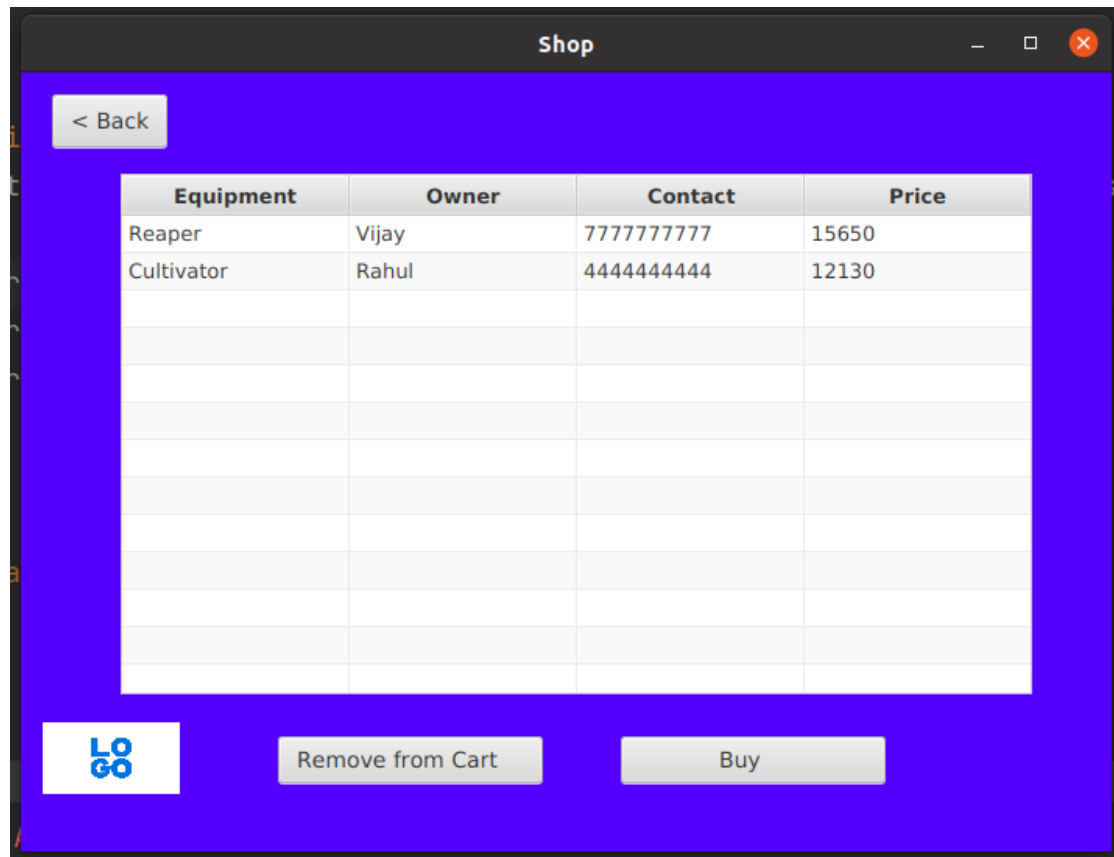 Shop
< Back
Equipment Owner Contact Price
Reaper Vijay 7777777777 15650
Cultivator Rahul 4444444444 12130
LO
GO
Remove from Cart Buy